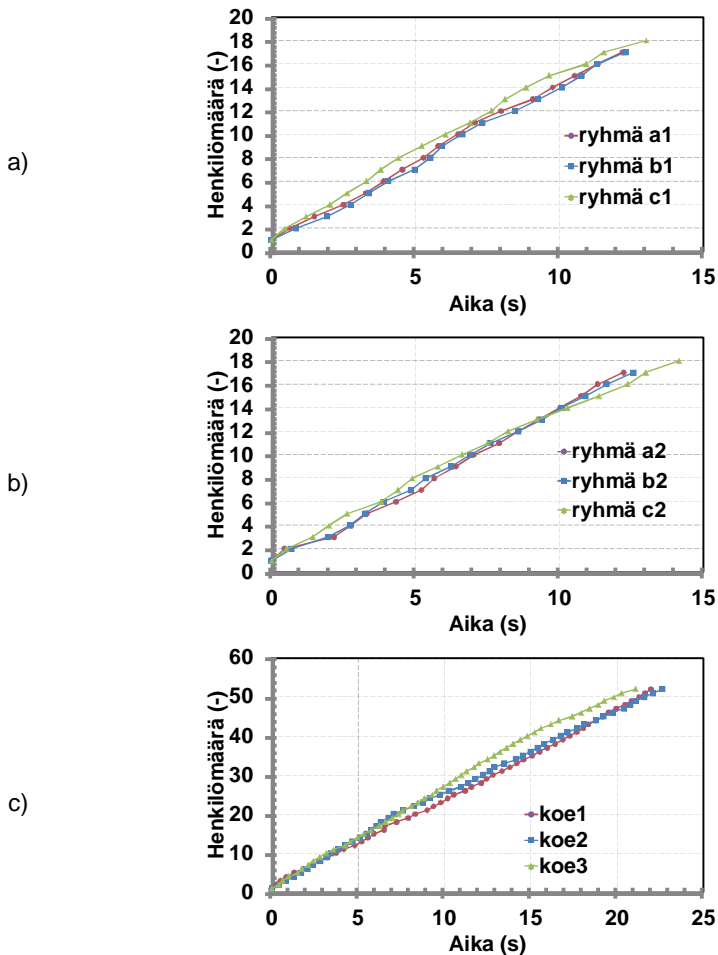 a)
Henkilömäärä (-)
20
18
16
14
12
10
8
6
4
2
0
ryhmä a1
ryhmä b1
ryhmä c1
0 5 10 15
Aika (s)
b)
Henkilömäärä (-)
20
18
16
14
12
10
8
6
4
2
0
ryhmä a2
ryhmä b2
ryhmä c2
0 5 10 15
Aika (s)
c)
Henkilömäärä (-)
60
50
40
30
20
10
0
koe1
koe2
koe3
0 5 10 15 20 25
Aika (s)